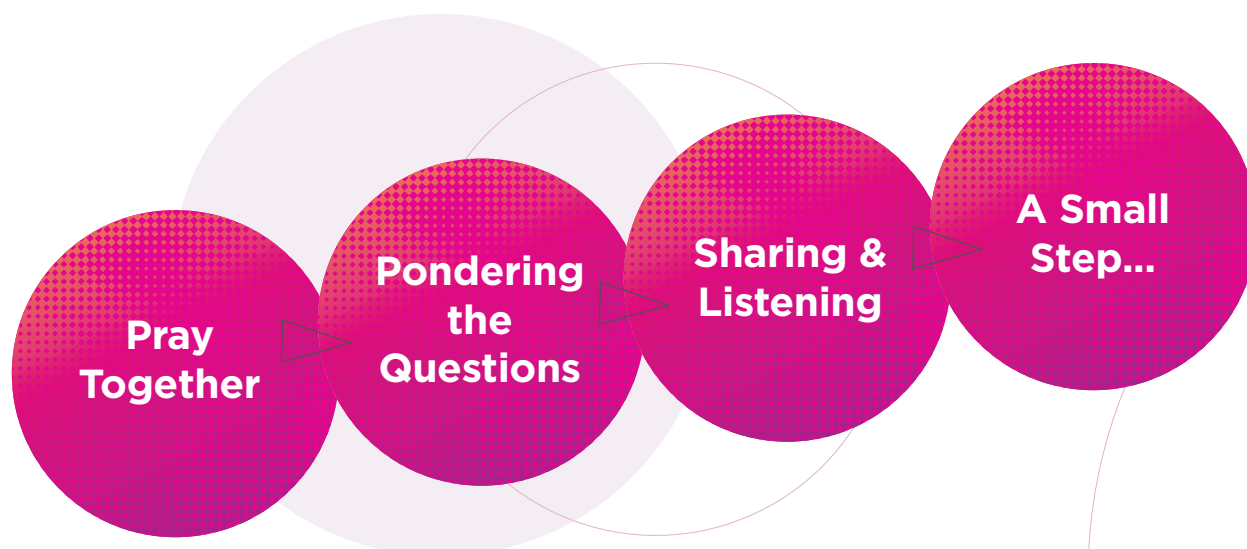 Pray
Together
Pondering
the
Questions
Sharing &
Listening
A Small
Step...